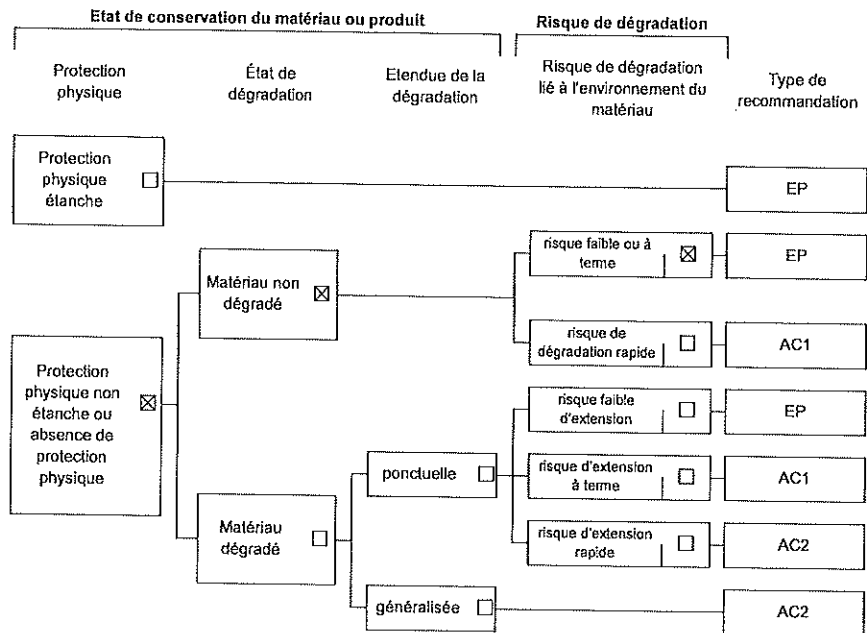 Etat de conservation du matériau ou produit
Risque de dégradation
Protection
physique
État de
dégradation
Etendue de la
dégradation
Risque de dégradation
lié à l'environnement du
matériau
Type de
recommandation
Protection
physique
étanche
EP
Matériau non
dégradé
risque faible ou à
terme
EP
risque de
dégradation rapide
AC1
Protection
physique non
étanche ou
absence de
protection
physique
Matériau
dégradé
ponctuelle
risque faible
d'extension
EP
risque d'extension
à terme
AC1
risque d'extension
rapide
AC2
généralisée
AC2